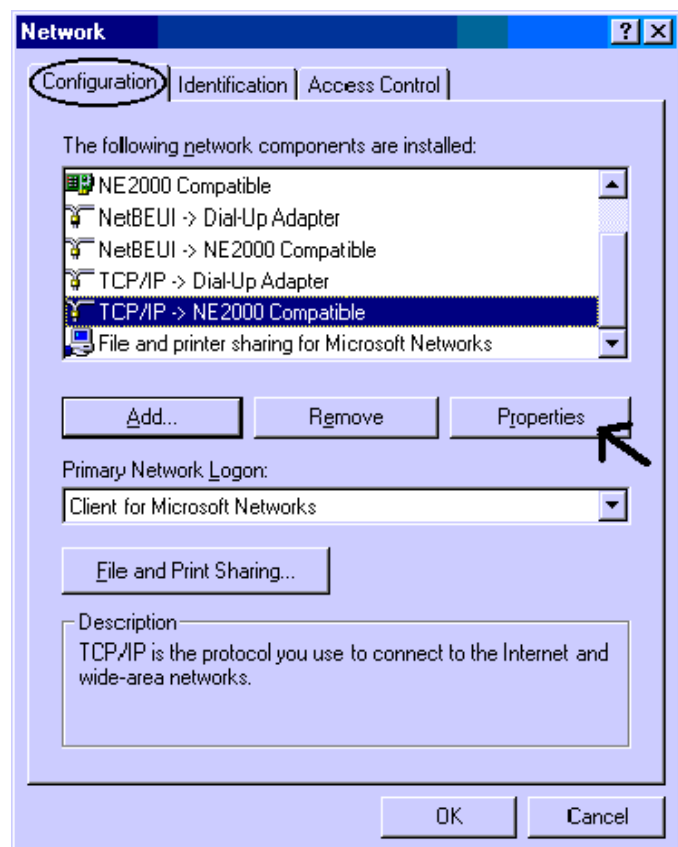 Network
Configuration Identification Access Control
The following network components are installed:
NE2000 Compatible
NetBEUI -> Dial-Up Adapter
NetBEUI -> NE2000 Compatible
TCP/IP -> Dial-Up Adapter
TCP/IP -> NE2000 Compatible
File and printer sharing for Microsoft Networks
Add... Remove Properties
Primary Network Logon:
Client for Microsoft Networks
File and Print Sharing...
Description
TCP/IP is the protocol you use to connect to the Internet and
wide-area networks.
OK Cancel